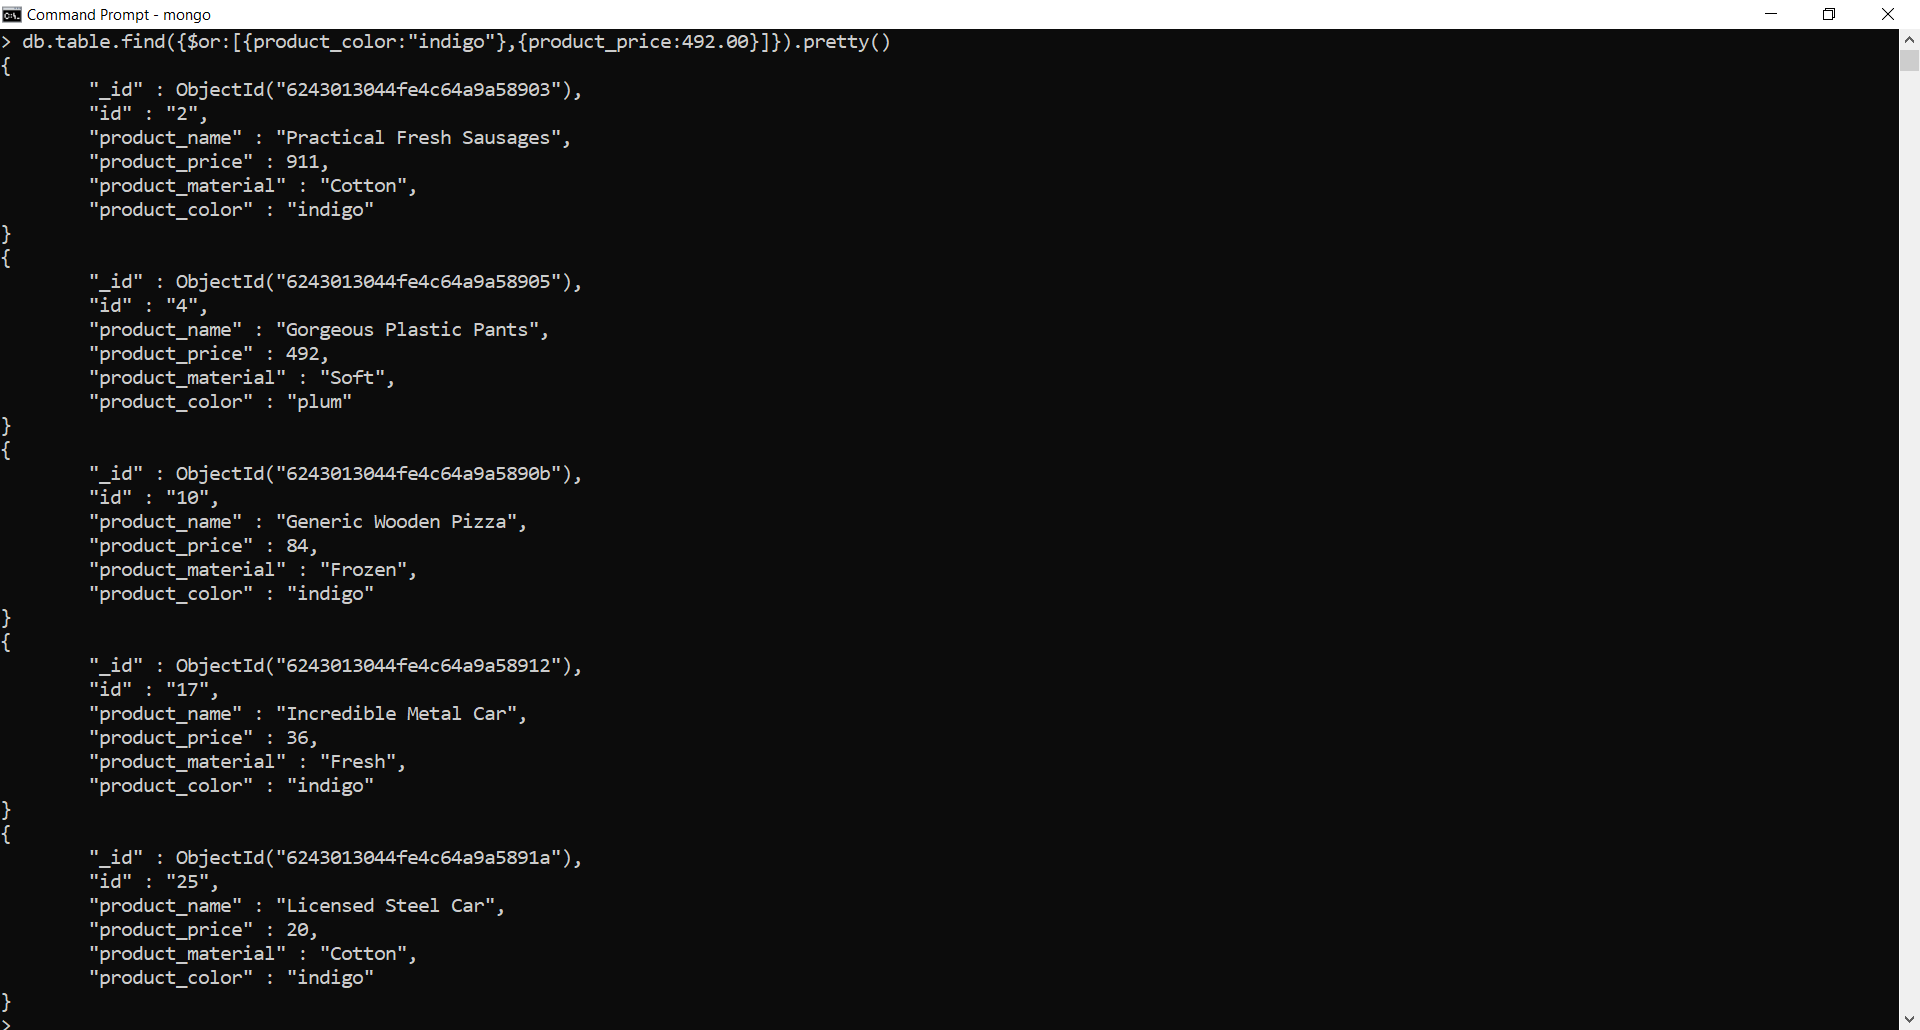 Command Prompt - mongo
> db.table.find({$or:[{product_color:"indigo"},{product_price:492.00}]}).pretty()
{
"_id" : ObjectId("6243013044fe4c64a9a58903"),
"id" : "2",
"product_name" : "Practical Fresh Sausages",
"product_price" : 911,
"product_material" : "Cotton",
"product_color" : "indigo"
}
{
"_id" : ObjectId("6243013044fe4c64a9a58905"),
"id" : "4",
"product_name" : "Gorgeous Plastic Pants",
"product_price" : 492,
"product_material" : "Soft",
"product_color" : "plum"
}
{
"_id" : ObjectId("6243013044fe4c64a9a5890b"),
"id" : "10",
"product_name" : "Generic Wooden Pizza",
"product_price" : 84,
"product_material" : "Frozen",
"product_color" : "indigo"
}
{
"_id" : ObjectId("6243013044fe4c64a9a58912"),
"id" : "17",
"product_name" : "Incredible Metal Car",
"product_price" : 36,
"product_material" : "Fresh",
"product_color" : "indigo"
}
{
"_id" : ObjectId("6243013044fe4c64a9a5891a"),
"id" : "25",
"product_name" : "Licensed Steel Car",
"product_price" : 20,
"product_material" : "Cotton",
"product_color" : "indigo"
}
>